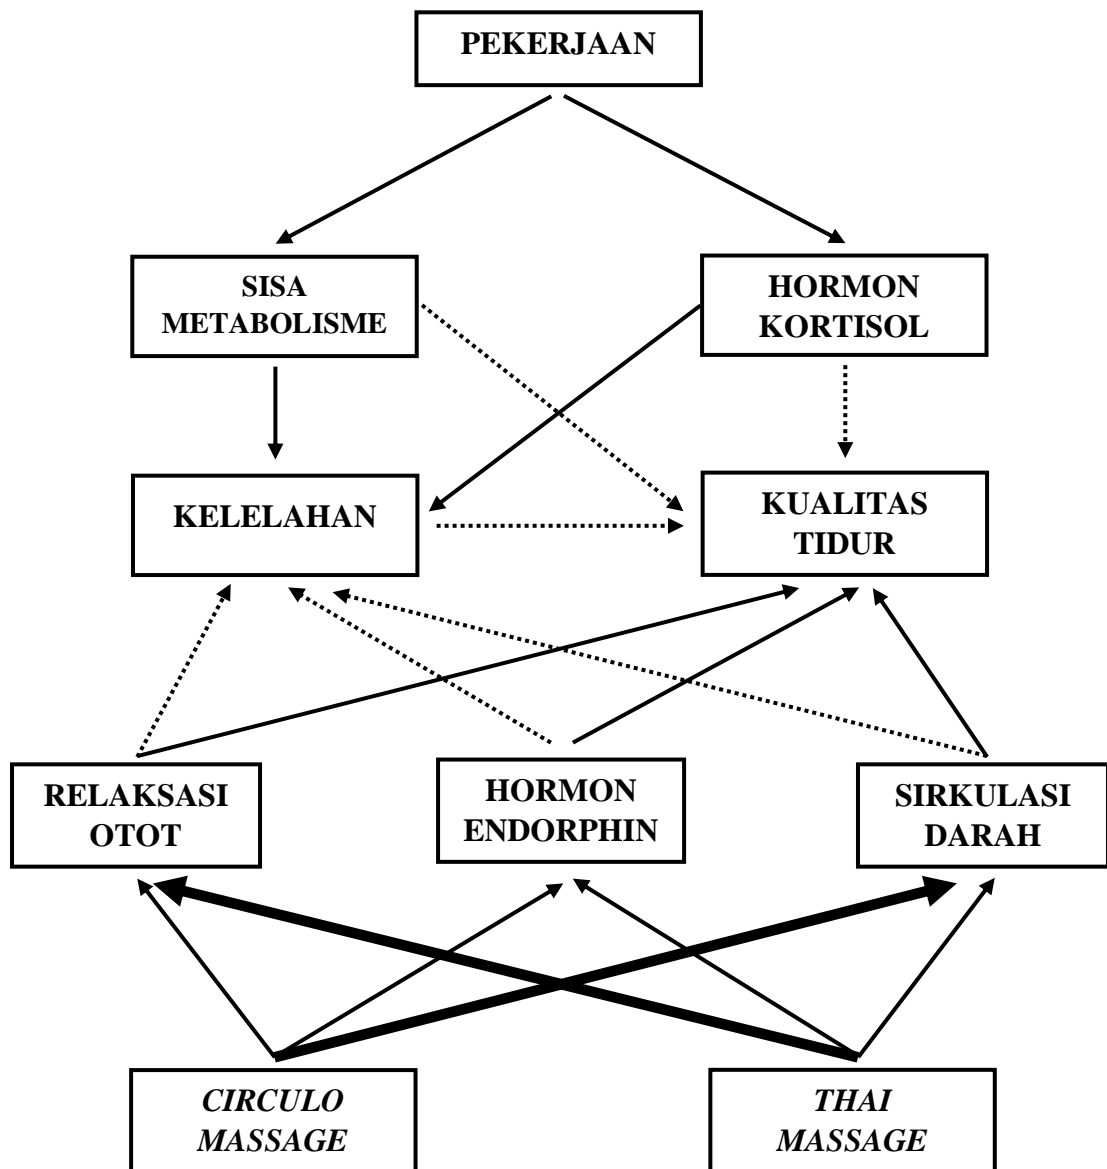 PEKERJAAN
SISA
METABOLISME
HORMON
KORTISOL
KELELAHAN
KUALITAS
TIDUR
RELAKSASI
OTOT
HORMON
ENDORPHIN
SIRKULASI
DARAH
CIRCULO
MASSAGE
THAI
MASSAGE